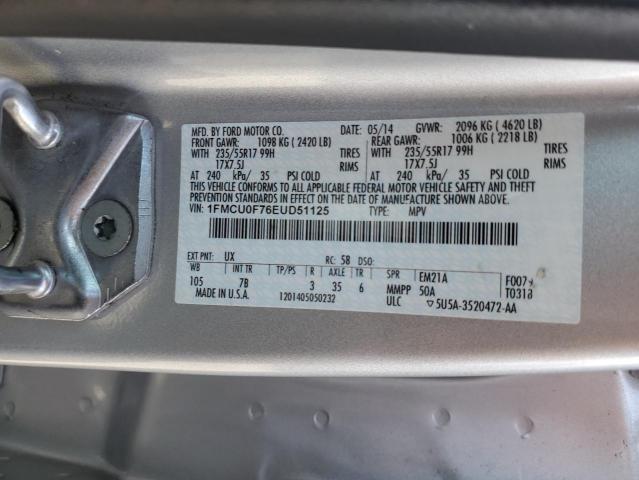 MFD. BY FORD MOTOR CO. DATE: 05/14 GVWR: 2096 KG ( 4620 LB)
FRONT GAWR: 1098 KG ( 2420 LB) REAR GAWR: 1006 KG ( 2218 LB)
WITH 235/55R17 99H TIRES WITH 235/55R17 99H TIRES
17X7.5J RIMS 17X7.5J RIMS
AT 240 kPa/ 35 PSI COLD AT 240 kPa/ 35 PSI COLD
THIS VEHICLE CONFORMS TO ALL APPLICABLE FEDERAL MOTOR VEHICLE SAFETY AND THEFT
PREVENTION STANDARDS IN EFFECT ON THE DATE OF MANUFACTURE SHOWN ABOVE.
VIN: 1FMCU0F76EUD51125 TYPE: MPV
EXT PNT: UX RC: 58 DSO:
WB INT TR TP/PS R AXLE TR SPR EM21A
105 7B 3 35 6 MMPP 50A
MADE IN U.S.A. 1201405050232 ULC ▽5U5A-3520472-AA